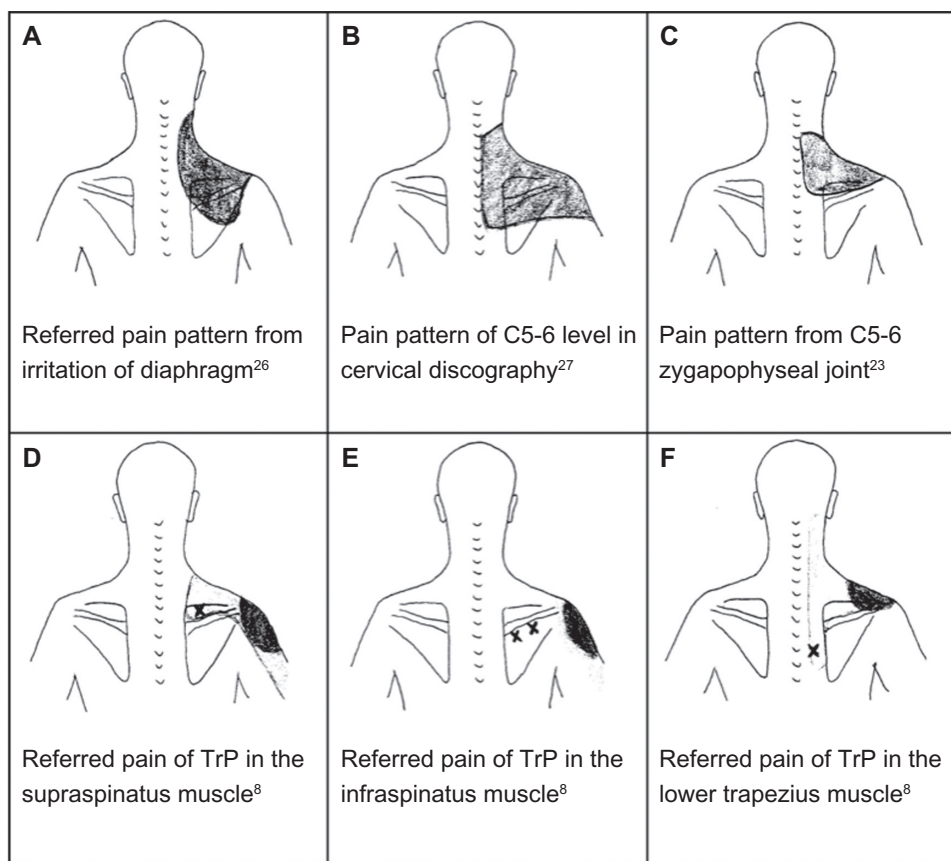 A
Referred pain pattern from
irritation of diaphragm26
B
Pain pattern of C5-6 level in
cervical discography27
C
Pain pattern from C5-6
zygapophyseal joint23
D
X
Referred pain of TrP in the
supraspinatus muscle8
E
X X
Referred pain of TrP in the
infraspinatus muscle8
F
X
Referred pain of TrP in the
lower trapezius muscle8